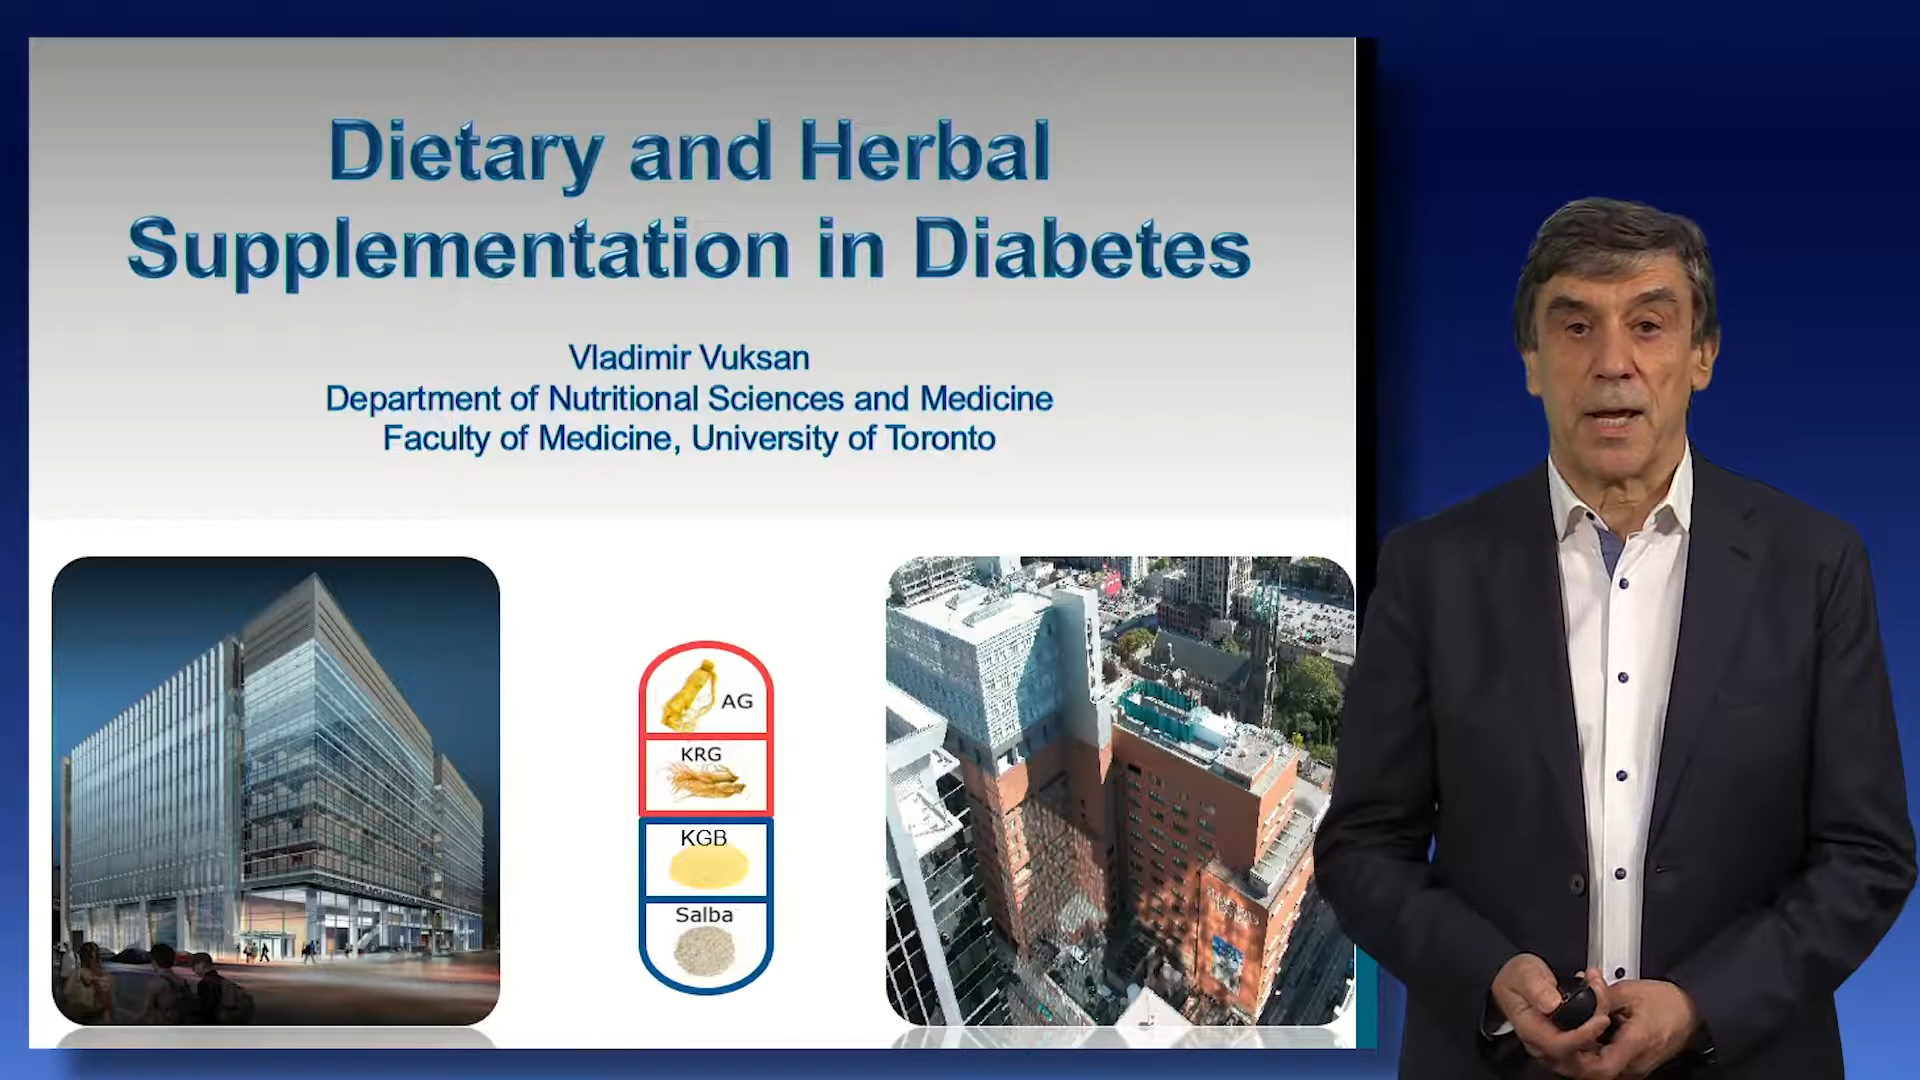 Dietary and Herbal
Supplementation in Diabetes
Vladimir Vuksan
Department of Nutritional Sciences and Medicine
Faculty of Medicine, University of Toronto
AG
KRG
KGB
Salba